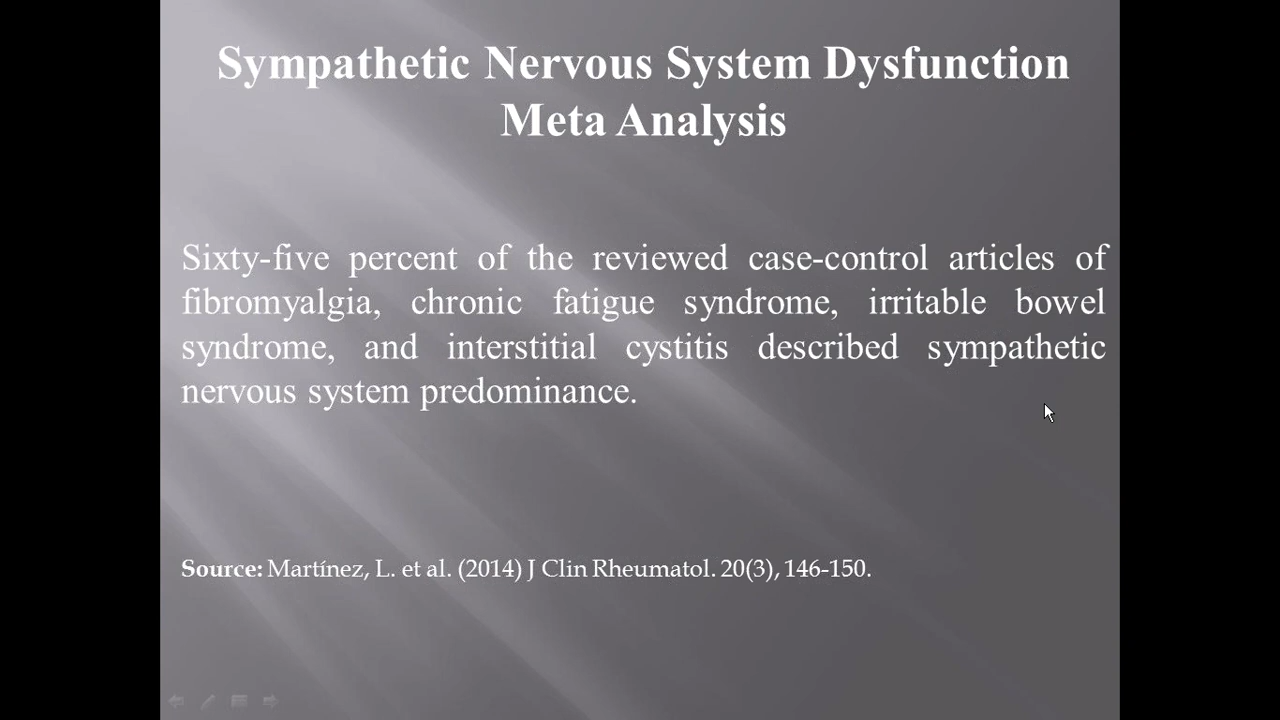 Sympathetic Nervous System Dysfunction
Meta Analysis
Sixty-five percent of the reviewed case-control articles of
fibromyalgia, chronic fatigue syndrome, irritable bowel
syndrome, and interstitial cystitis described sympathetic
nervous system predominance.
Source: Martínez, L. et al. (2014) J Clin Rheumatol. 20(3), 146-150.